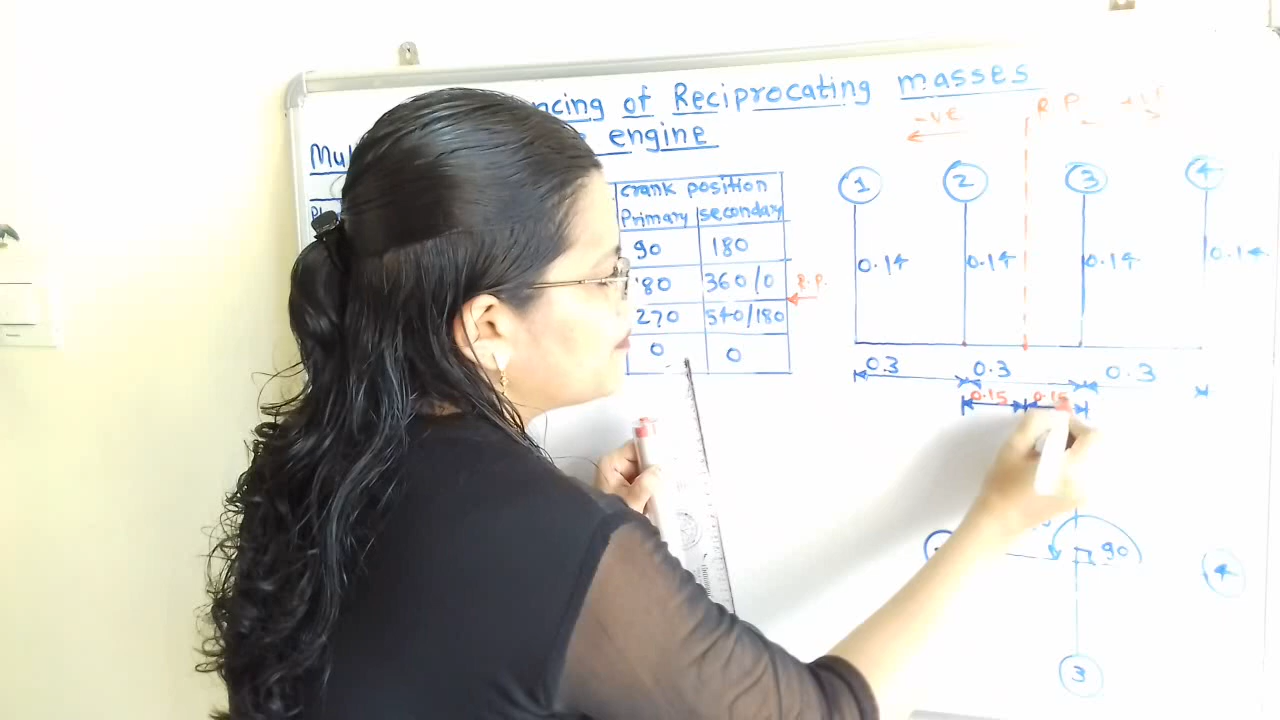 ncing of Reciprocating masses
engine
-VE
R.P.
+VE
1 2 3 4
crank position
Primary secondary
90 180
180 360/0
270 540/180
0 0
R.P.
0.14 0.14 0.14 0.14
0.3 0.3 0.3
0.15 0.15
90
4
3